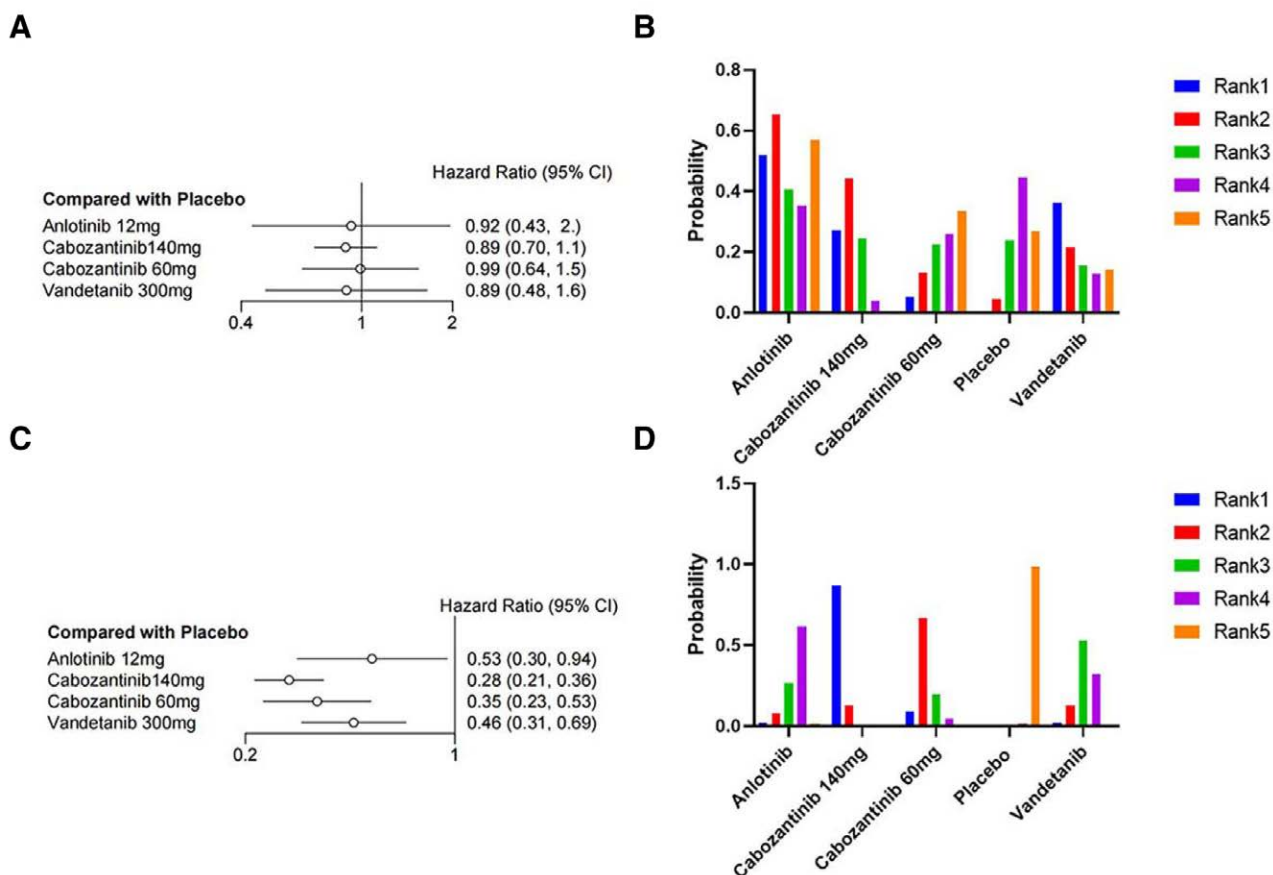 A
Hazard Ratio (95% CI)
Compared with Placebo
Anlotinib 12mg 0.92 (0.43, 2.)
Cabozantinib140mg 0.89 (0.70, 1.1)
Cabozantinib 60mg 0.99 (0.64, 1.5)
Vandetanib 300mg 0.89 (0.48, 1.6)
0.4 1 2
B
Probability
0.8
0.6
0.4
0.2
0.0
Anlotinib
Cabozantinib 140mg
Cabozantinib 60mg
Placebo
Vandetanib
Rank1
Rank2
Rank3
Rank4
Rank5
C
Hazard Ratio (95% CI)
Compared with Placebo
Anlotinib 12mg 0.53 (0.30, 0.94)
Cabozantinib140mg 0.28 (0.21, 0.36)
Cabozantinib 60mg 0.35 (0.23, 0.53)
Vandetanib 300mg 0.46 (0.31, 0.69)
0.2 1
D
Probability
1.5
1.0
0.5
0.0
Anlotinib
Cabozantinib 140mg
Cabozantinib 60mg
Placebo
Vandetanib
Rank1
Rank2
Rank3
Rank4
Rank5